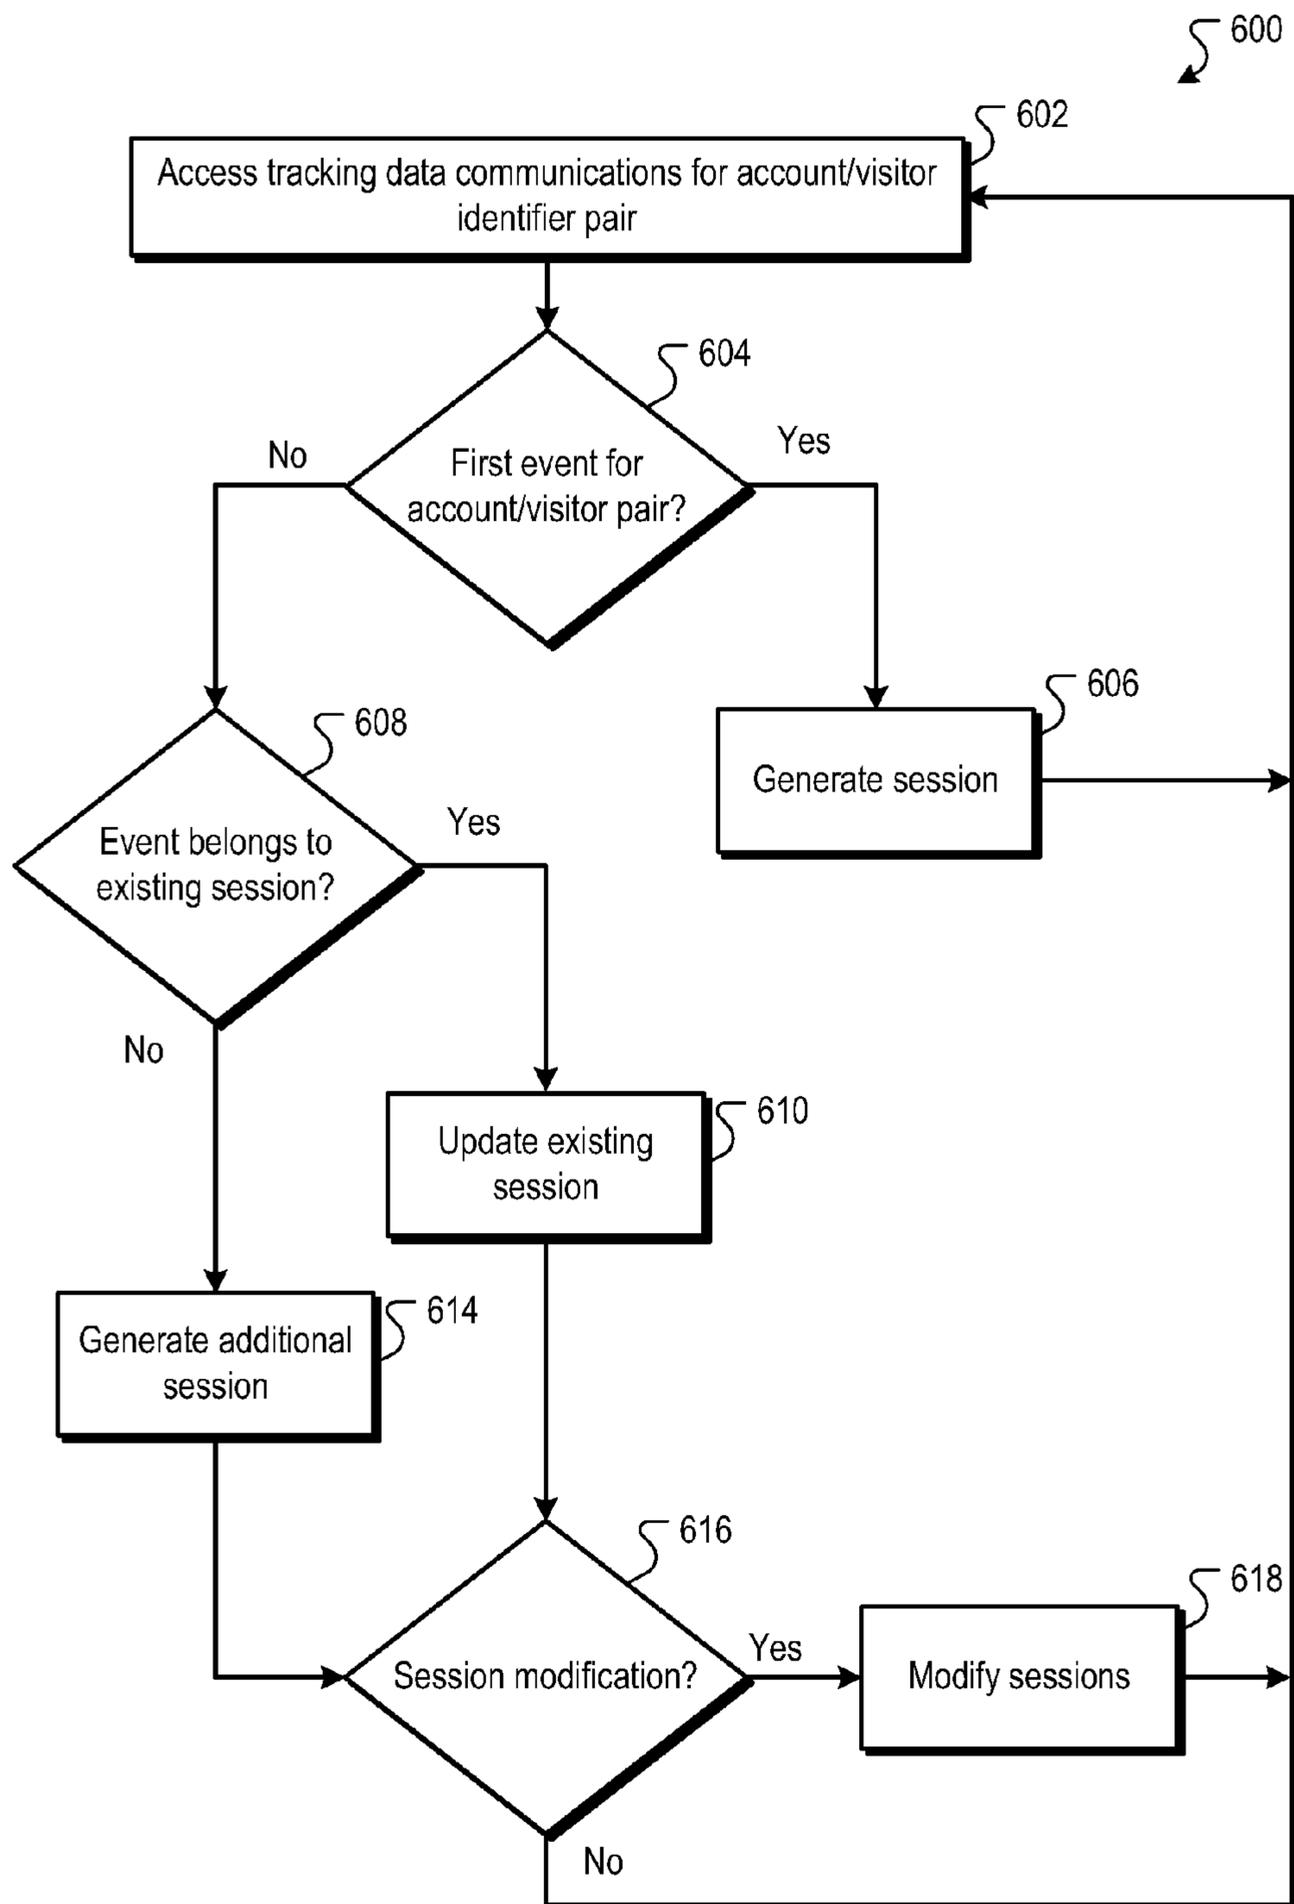 600
602
Access tracking data communications for account/visitor
identifier pair
604
No
Yes
First event for
account/visitor pair?
606
608
Generate session
Yes
Event belongs to
existing session?
No
610
Update existing
session
614
Generate additional
session
616
618
Yes
Session modification?
Modify sessions
No